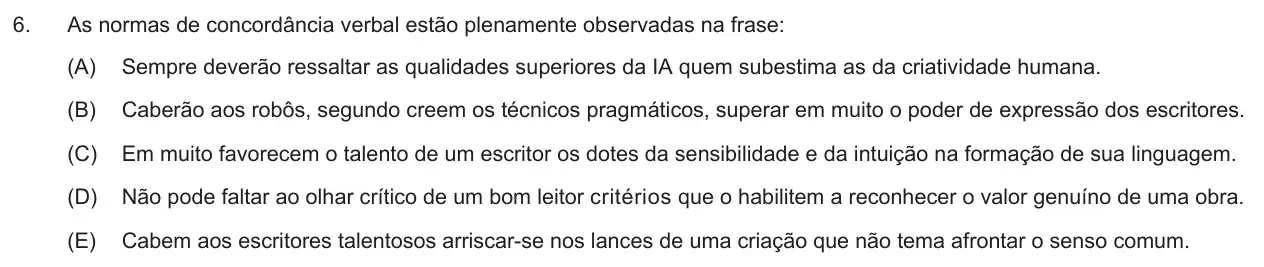 6. As normas de concordância verbal estão plenamente observadas na frase:
(A) Sempre deverão ressaltar as qualidades superiores da IA quem subestima as da criatividade humana.
(B) Caberão aos robôs, segundo creem os técnicos pragmáticos, superar em muito o poder de expressão dos escritores.
(C) Em muito favorecem o talento de um escritor os dotes da sensibilidade e da intuição na formação de sua linguagem.
(D) Não pode faltar ao olhar crítico de um bom leitor critérios que o habilitem a reconhecer o valor genuíno de uma obra.
(E) Cabem aos escritores talentosos arriscar-se nos lances de uma criação que não tema afrontar o senso comum.